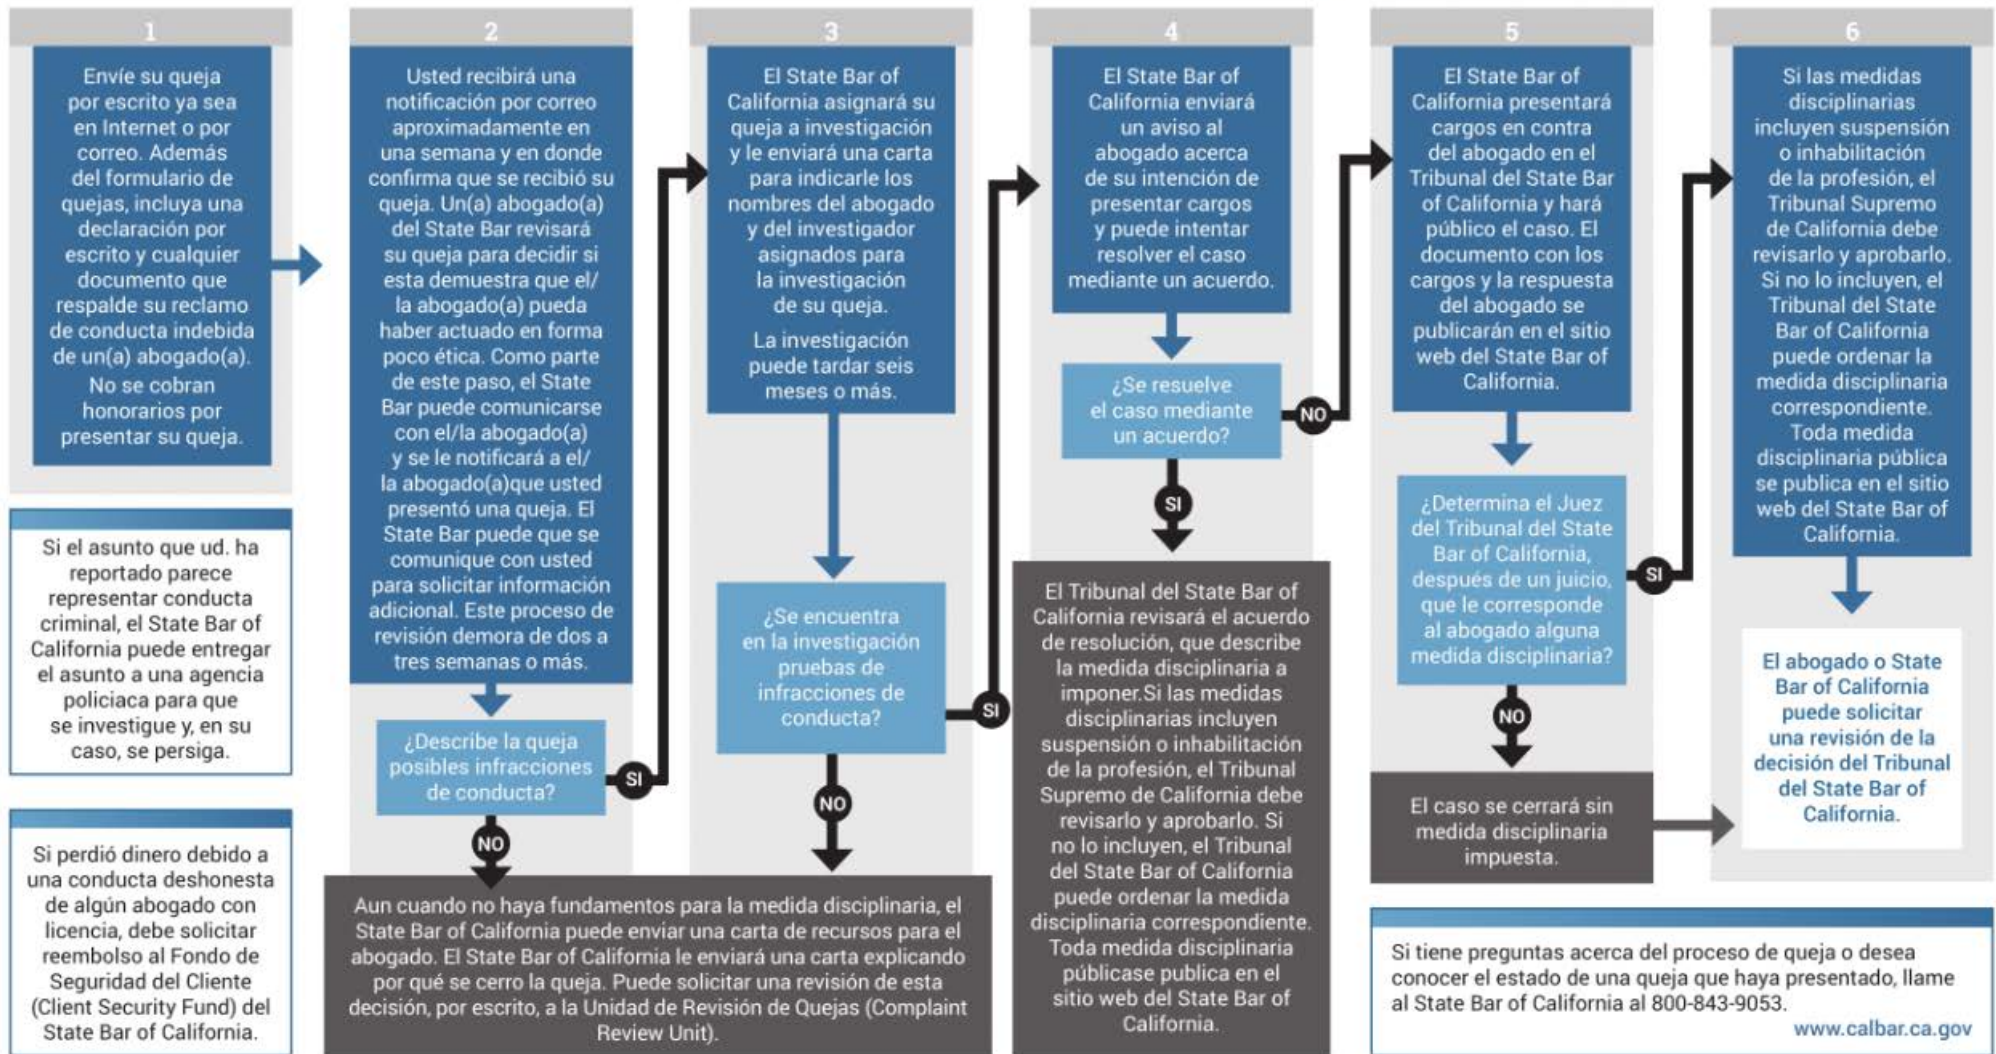 1
Envíe su queja
por escrito ya sea
en Internet o por
correo. Además
del formulario de
quejas, incluya una
declaración por
escrito y cualquier
documento que
respalde su reclamo
de conducta indebida
de un(a) abogado(a).
No se cobran
honorarios por
presentar su queja.
Si el asunto que ud. ha
reportado parece
representar conducta
criminal, el State Bar of
California puede entregar
el asunto a una agencia
policiaca para que
se investigue y, en su
caso, se persiga.
Si perdió dinero debido a
una conducta deshonesta
de algún abogado con
licencia, debe solicitar
reembolso al Fondo de
Seguridad del Cliente
(Client Security Fund) del
State Bar of California.
2
Usted recibirá una
notificación por correo
aproximadamente en
una semana y en donde
confirma que se recibió su
queja. Un(a) abogado(a)
del State Bar revisará
su queja para decidir si
esta demuestra que el/
la abogado(a) pueda
haber actuado en forma
poco ética. Como parte
de este paso, el State
Bar puede comunicarse
con el/la abogado(a)
y se le notificará a el/
la abogado(a)que usted
presentó una queja. El
State Bar puede que se
comunique con usted
para solicitar información
adicional. Este proceso de
revisión demora de dos a
tres semanas o más.
¿Describe la queja
posibles infracciones
de conducta?
SI
NO
3
El State Bar of
California asignará su
queja a investigación
y le enviará una carta
para indicarle los
nombres del abogado
y del investigador
asignados para
la investigación
de su queja.
La investigación
puede tardar seis
meses o más.
¿Se encuentra
en la investigación
pruebas de
infracciones de
conducta?
SI
NO
Aun cuando no haya fundamentos para la medida disciplinaria, el
State Bar of California puede enviar una carta de recursos para el
abogado. El State Bar of California le enviará una carta explicando
por qué se cerro la queja. Puede solicitar una revisión de esta
decisión, por escrito, a la Unidad de Revisión de Quejas (Complaint
Review Unit).
4
El State Bar of
California enviará
un aviso al
abogado acerca
de su intención de
presentar cargos
y puede intentar
resolver el caso
mediante un acuerdo.
¿Se resuelve
el caso mediante
un acuerdo?
NO
SI
El Tribunal del State Bar of
California revisará el acuerdo
de resolución, que describe
la medida disciplinaria a
imponer.Si las medidas
disciplinarias incluyen
suspensión o inhabilitación
de la profesión, el Tribunal
Supremo de California debe
revisarlo y aprobarlo. Si
no lo incluyen, el Tribunal
del State Bar of California
puede ordenar la medida
disciplinaria correspondiente.
Toda medida disciplinaria
públicase publica en el
sitio web del State Bar of
California.
5
El State Bar of
California presentará
cargos en contra
del abogado en el
Tribunal del State Bar
of California y hará
público el caso. El
documento con los
cargos y la respuesta
del abogado se
publicarán en el sitio
web del State Bar of
California.
¿Determina el Juez
del Tribunal del State
Bar of California,
después de un juicio,
que le corresponde
al abogado alguna
medida disciplinaria?
SI
NO
El caso se cerrará sin
medida disciplinaria
impuesta.
6
Si las medidas
disciplinarias
incluyen suspensión
o inhabilitación
de la profesión, el
Tribunal Supremo
de California debe
revisarlo y aprobarlo.
Si no lo incluyen, el
Tribunal del State
Bar of California
puede ordenar la
medida disciplinaria
correspondiente.
Toda medida
disciplinaria pública
se publica en el sitio
web del State Bar of
California.
El abogado o State
Bar of California
puede solicitar
una revisión de la
decisión del Tribunal
del State Bar of
California.
Si tiene preguntas acerca del proceso de queja o desea
conocer el estado de una queja que haya presentado, llame
al State Bar of California al 800-843-9053.
www.calbar.ca.gov